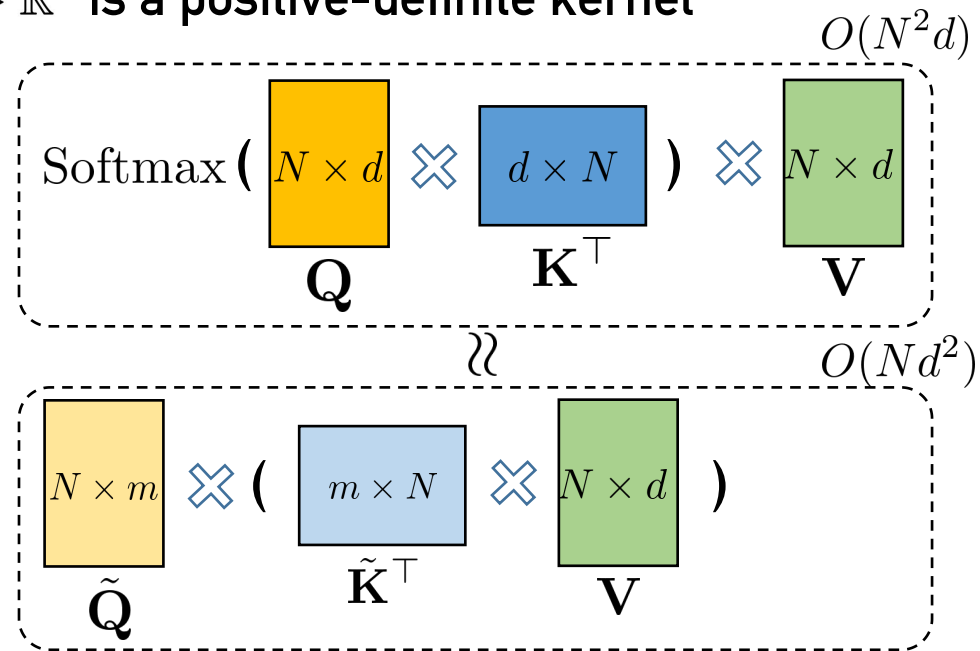 is a positive-definite kernel
O(N²d)
Softmax ( N × d × d × N ) × N × d
Q K⊤ V
≈
O(Nd²)
N × m × ( m × N × N × d )
Q̃ K̃⊤ V